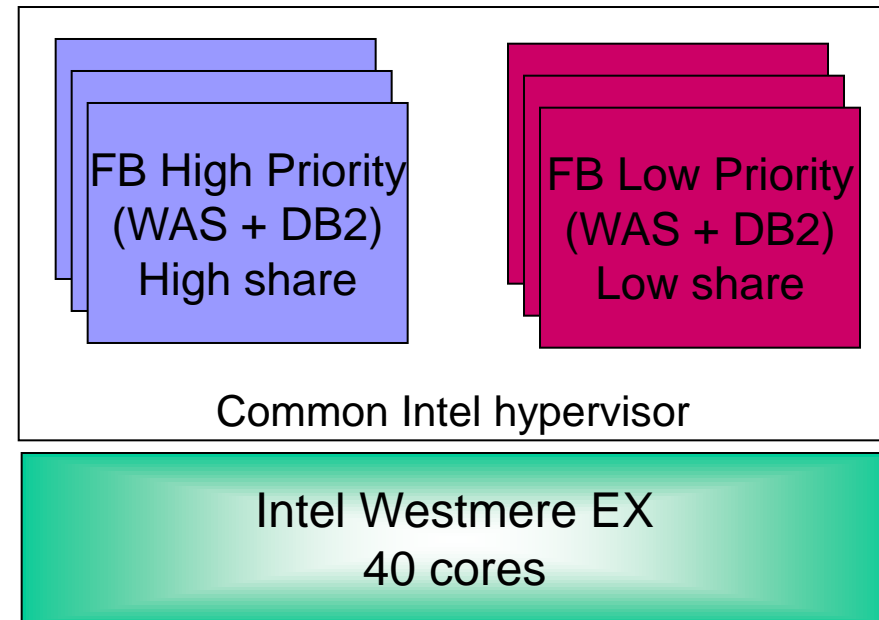 FB High Priority
(WAS + DB2)
High share
FB Low Priority
(WAS + DB2)
Low share
Common Intel hypervisor
Intel Westmere EX
40 cores